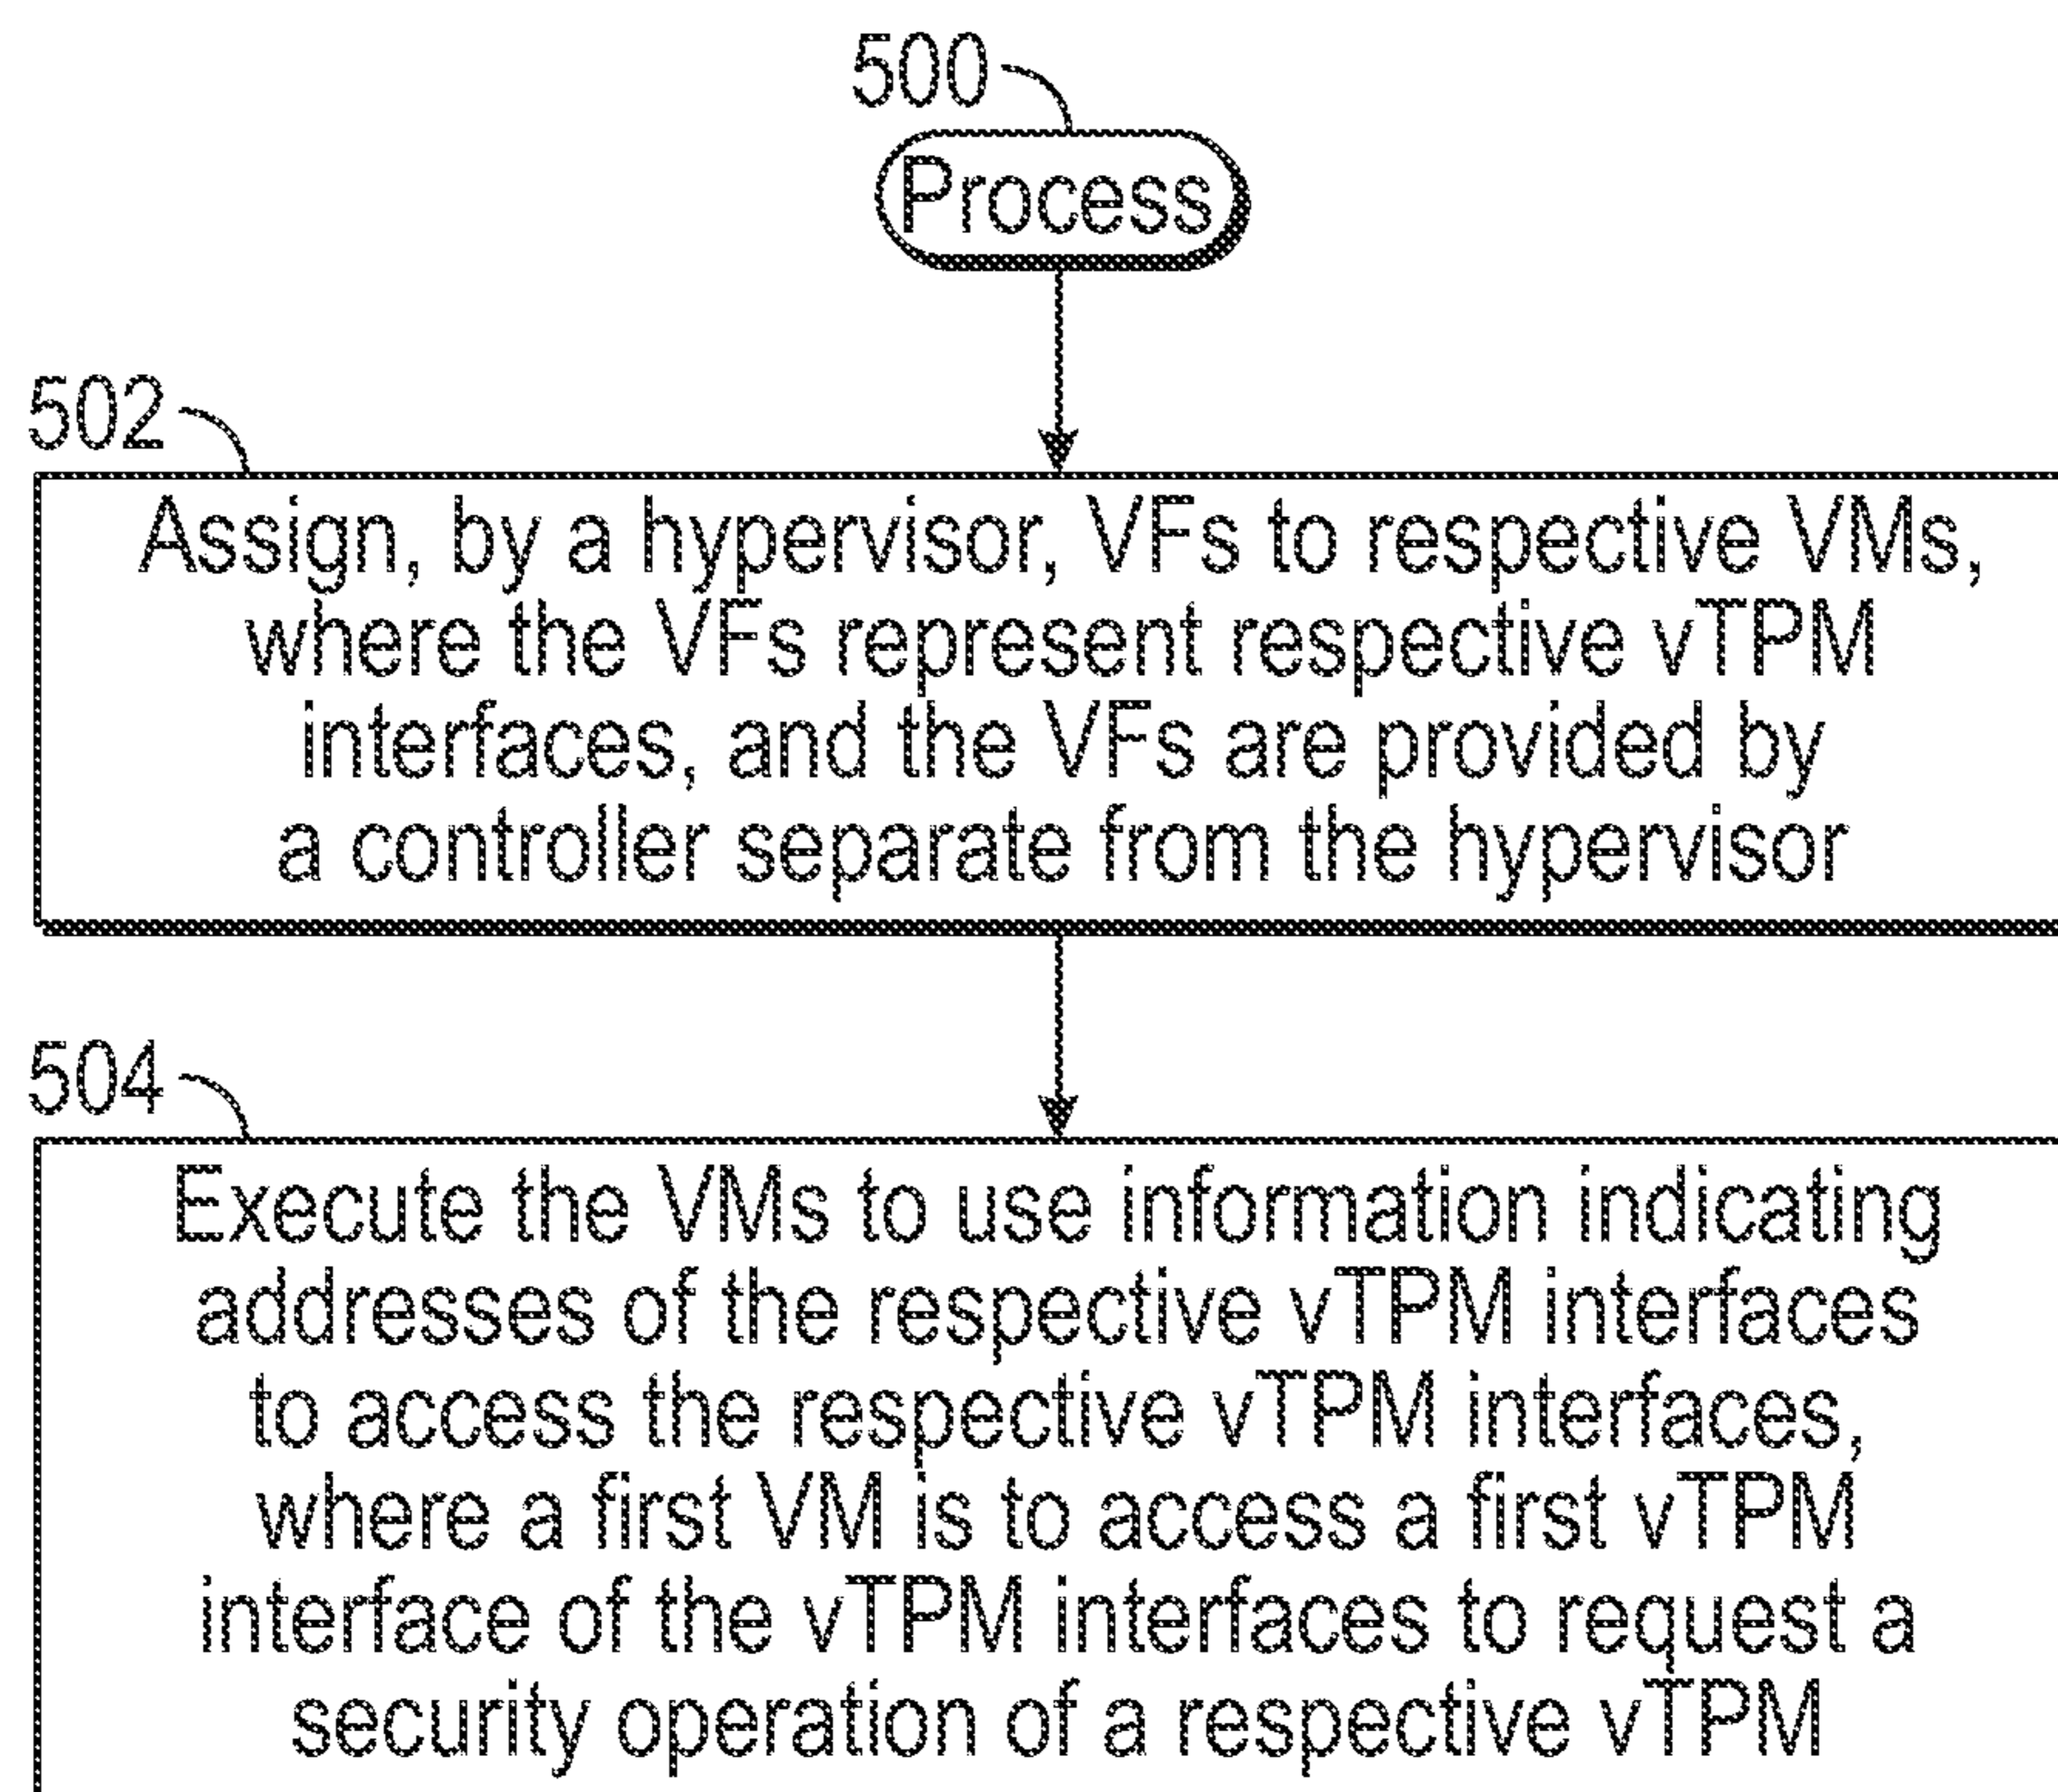 500
Process
502
Assign, by a hypervisor, VFs to respective VMs,
where the VFs represent respective vTPM
interfaces, and the VFs are provided by
a controller separate from the hypervisor
504
Execute the VMs to use information indicating
addresses of the respective vTPM interfaces
to access the respective vTPM interfaces,
where a first VM is to access a first vTPM
interface of the vTPM interfaces to request a
security operation of a respective vTPM